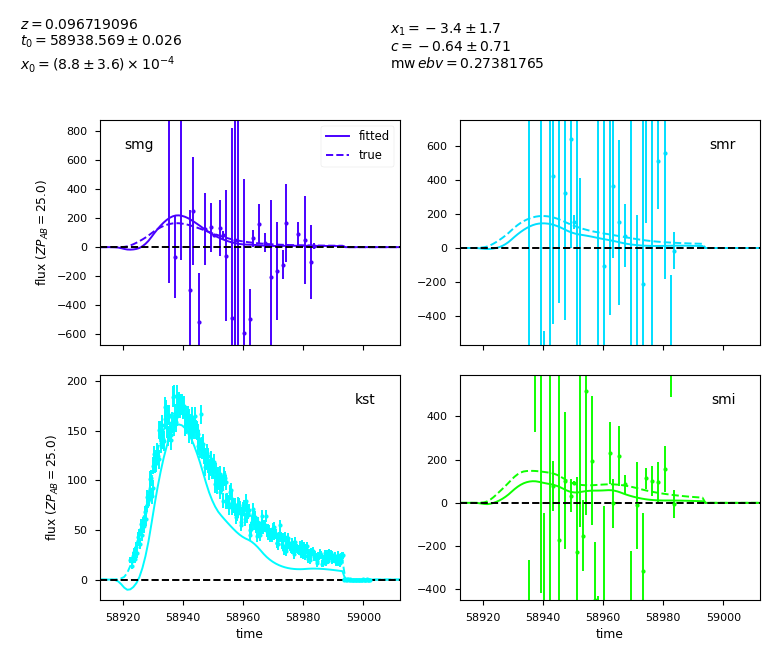 z = 0.096719096
t₀ = 58938.569 ± 0.026
x₀ = (8.8 ± 3.6) × 10⁻⁴
x₁ = −3.4 ± 1.7
c = −0.64 ± 0.71
mw ebv = 0.27381765
smg
fitted
true
800
600
400
200
0
−200
−400
−600
flux (ZP_AB = 25.0)
smr
600
400
200
0
−200
−400
kst
200
150
100
50
0
flux (ZP_AB = 25.0)
58920 58940 58960 58980 59000
time
smi
400
200
0
−200
−400
58920 58940 58960 58980 59000
time